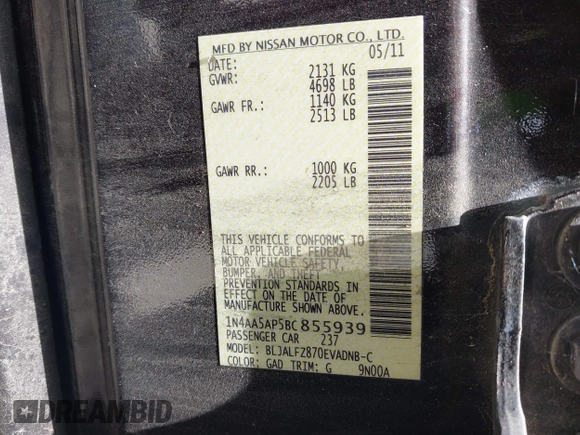 MFD BY NISSAN MOTOR CO., LTD.
DATE: 05/11
GVWR: 2131 KG
4698 LB
GAWR FR.: 1140 KG
2513 LB
GAWR RR.: 1000 KG
2205 LB
THIS VEHICLE CONFORMS TO
ALL APPLICABLE FEDERAL
MOTOR VEHICLE SAFETY,
BUMPER, AND THEFT
PREVENTION STANDARDS IN
EFFECT ON THE DATE OF
MANUFACTURE SHOWN ABOVE.
1N4AA5AP5BC855939
PASSENGER CAR 237
MODEL: BLJALFZ870EVADNB-C
COLOR: GAD TRIM: G 9N00A
DREAMBID